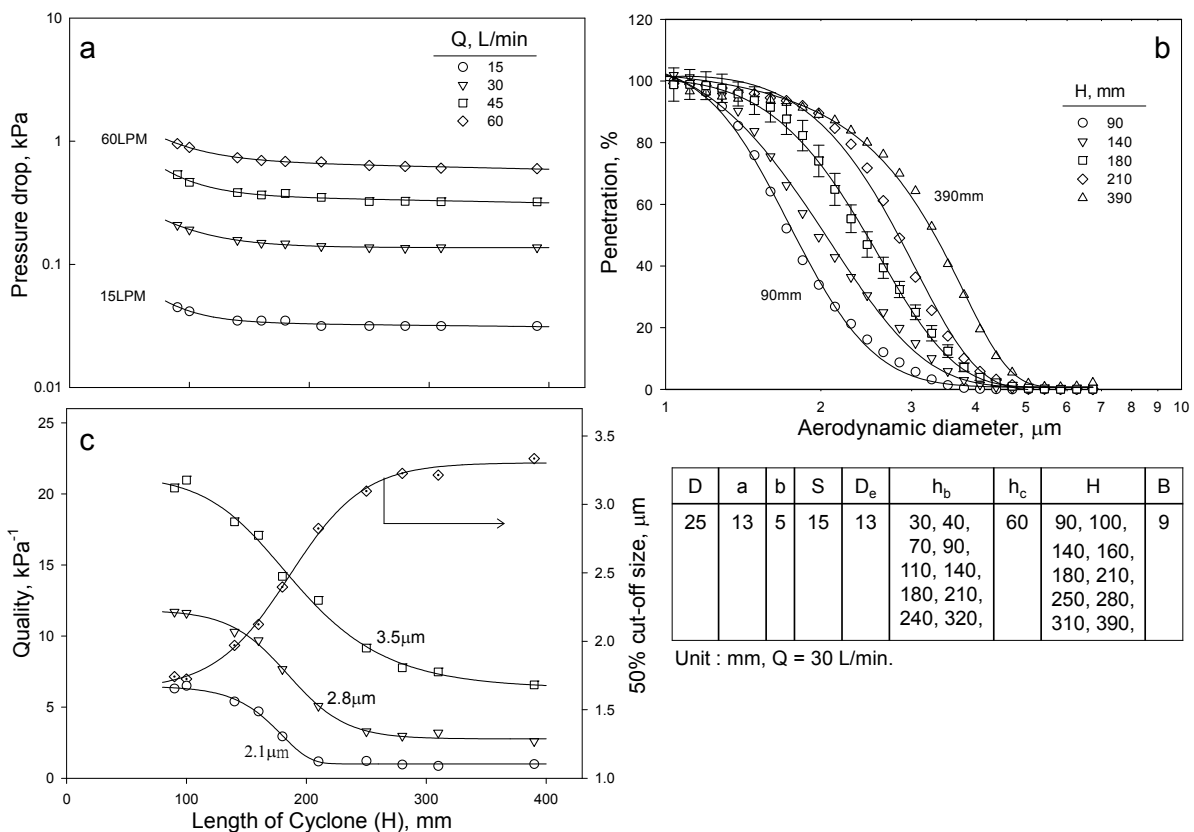 a
Q, L/min
15
30
45
60
60LPM
15LPM
10
1
0.1
0.01
Pressure drop, kPa
b
H, mm
90
140
180
210
390
390mm
90mm
120
100
80
60
40
20
0
Penetration, %
1
2
3
4
5
6
7
8
9
10
Aerodynamic diameter, μm
c
3.5μm
2.8μm
2.1μm
25
20
15
10
5
0
Quality, kPa-1
3.5
3.0
2.5
2.0
1.5
1.0
50% cut-off size, μm
0
100
200
300
400
Length of Cyclone (H), mm
D a b S De hb hc H B
25 13 5 15 13 30, 40, 60 90, 100, 9
70, 90, 140, 160,
110, 140, 180, 210,
180, 210, 250, 280,
240, 320, 310, 390,
Unit : mm, Q = 30 L/min.